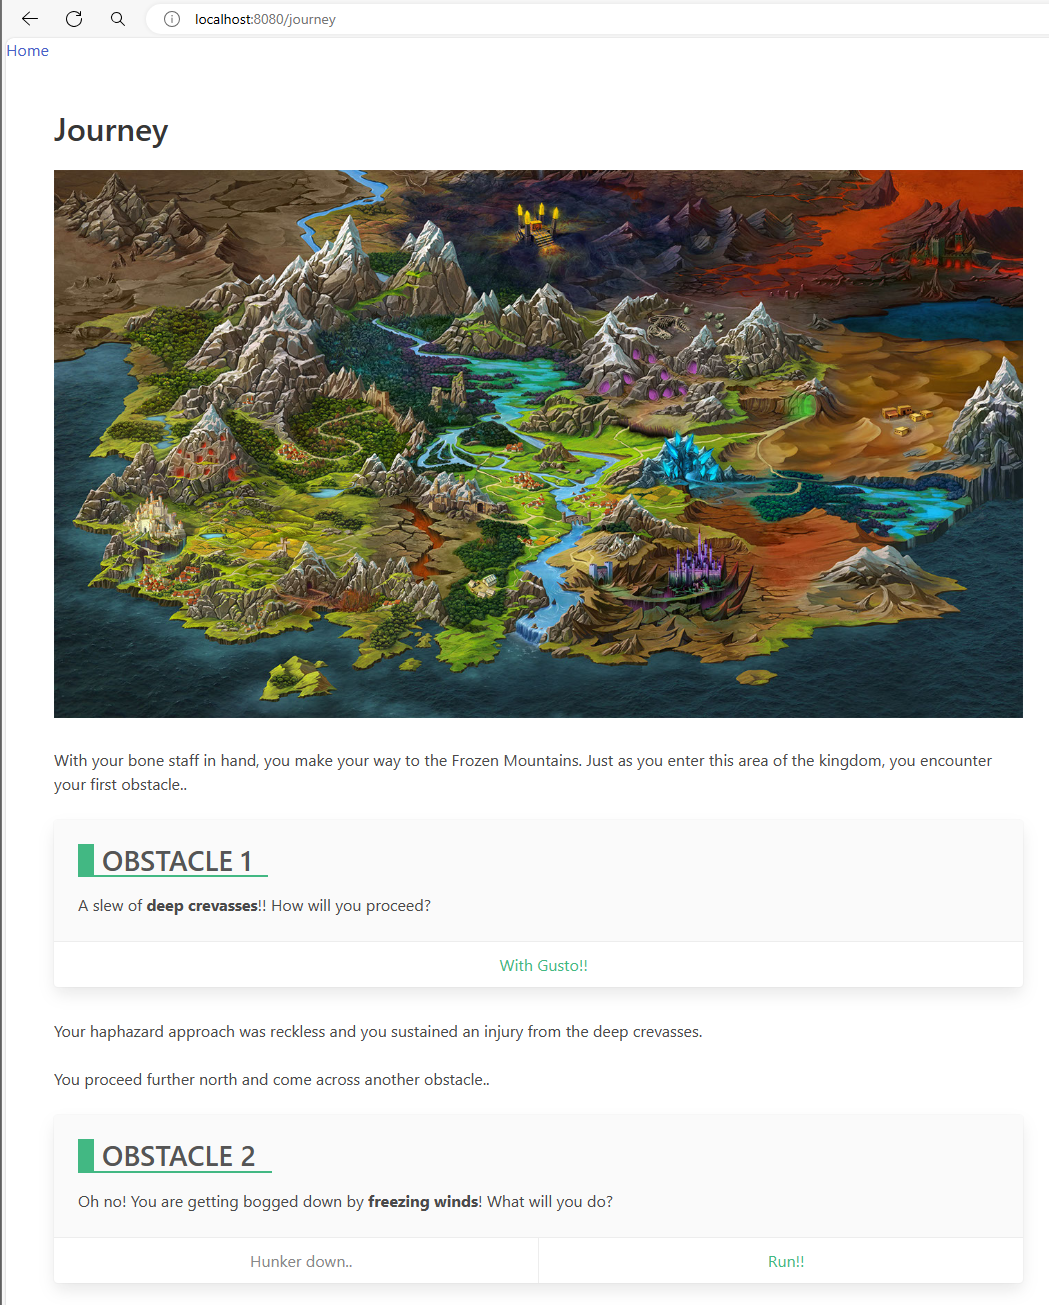 localhost:8080/journey
Home
Journey
With your bone staff in hand, you make your way to the Frozen Mountains. Just as you enter this area of the kingdom, you encounter
your first obstacle..
OBSTACLE 1
A slew of deep crevasses!! How will you proceed?
With Gusto!!
Your haphazard approach was reckless and you sustained an injury from the deep crevasses.
You proceed further north and come across another obstacle..
OBSTACLE 2
Oh no! You are getting bogged down by freezing winds! What will you do?
Hunker down.. Run!!